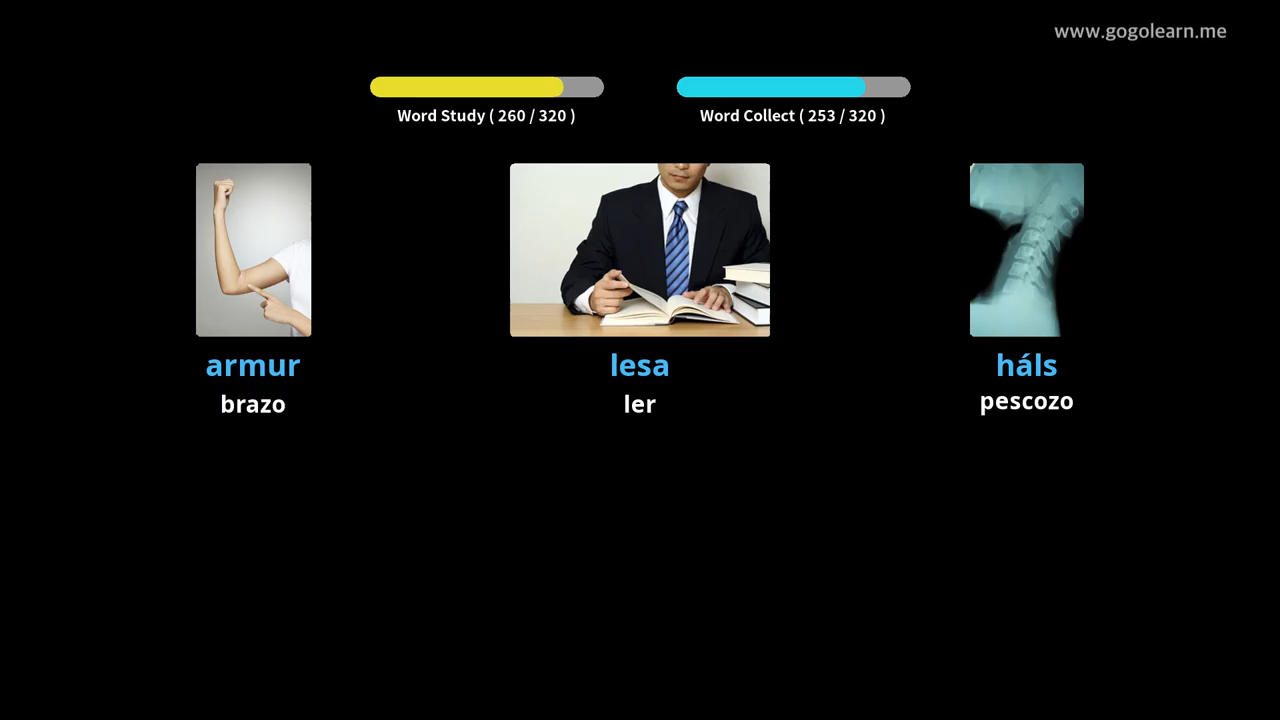 www.gogolearn.me
Word Study ( 260 / 320 )
Word Collect ( 253 / 320 )
armur
brazo
lesa
ler
háls
pescozo